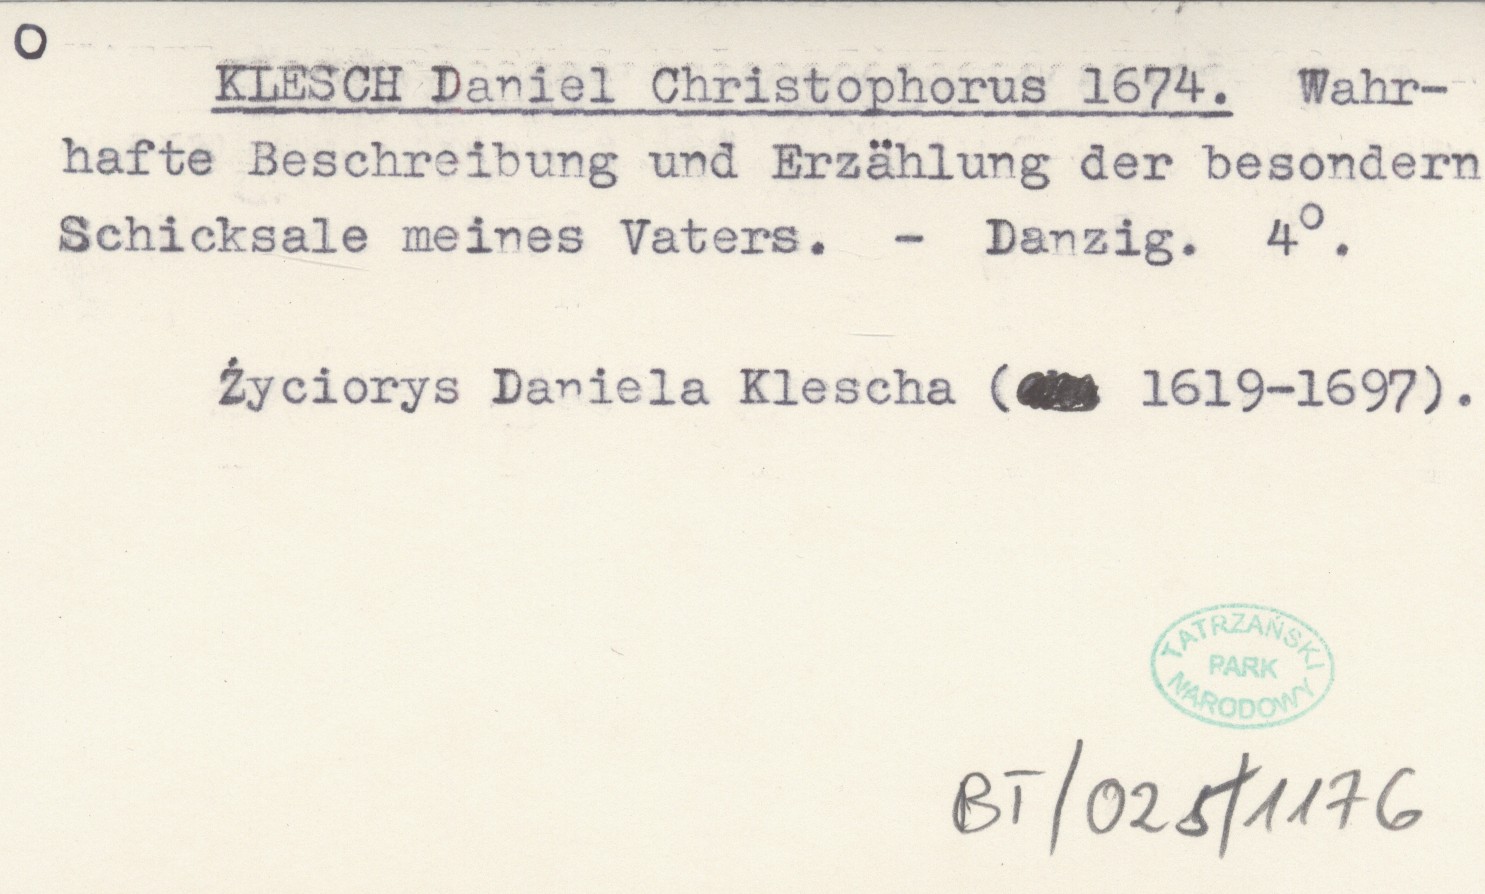 O
KLESCH Daniel Christophorus 1674. Wahr-
hafte Beschreibung und Erzählung der besondern
Schicksale meines Vaters. - Danzig. 4⁰.
Życiorys Daniela Klescha ( 1619-1697).
TATRZAŃSKI
PARK
NARODOWY
BT/025/1176